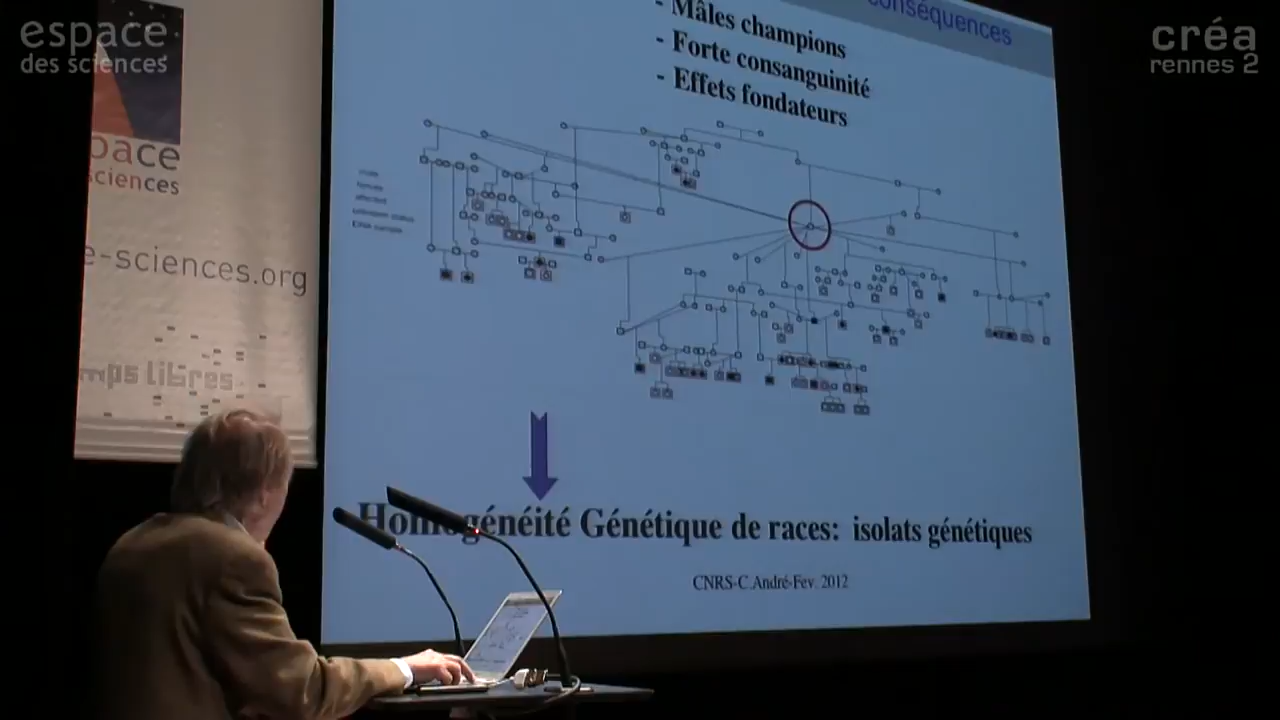 espace
des sciences
créa
rennes 2
pace
sciences
e-sciences.org
mps libres
conséquences
- Mâles champions
- Forte consanguinité
- Effets fondateurs
Homogénéité Génétique de races: isolats génétiques
CNRS-C.André-Fev. 2012